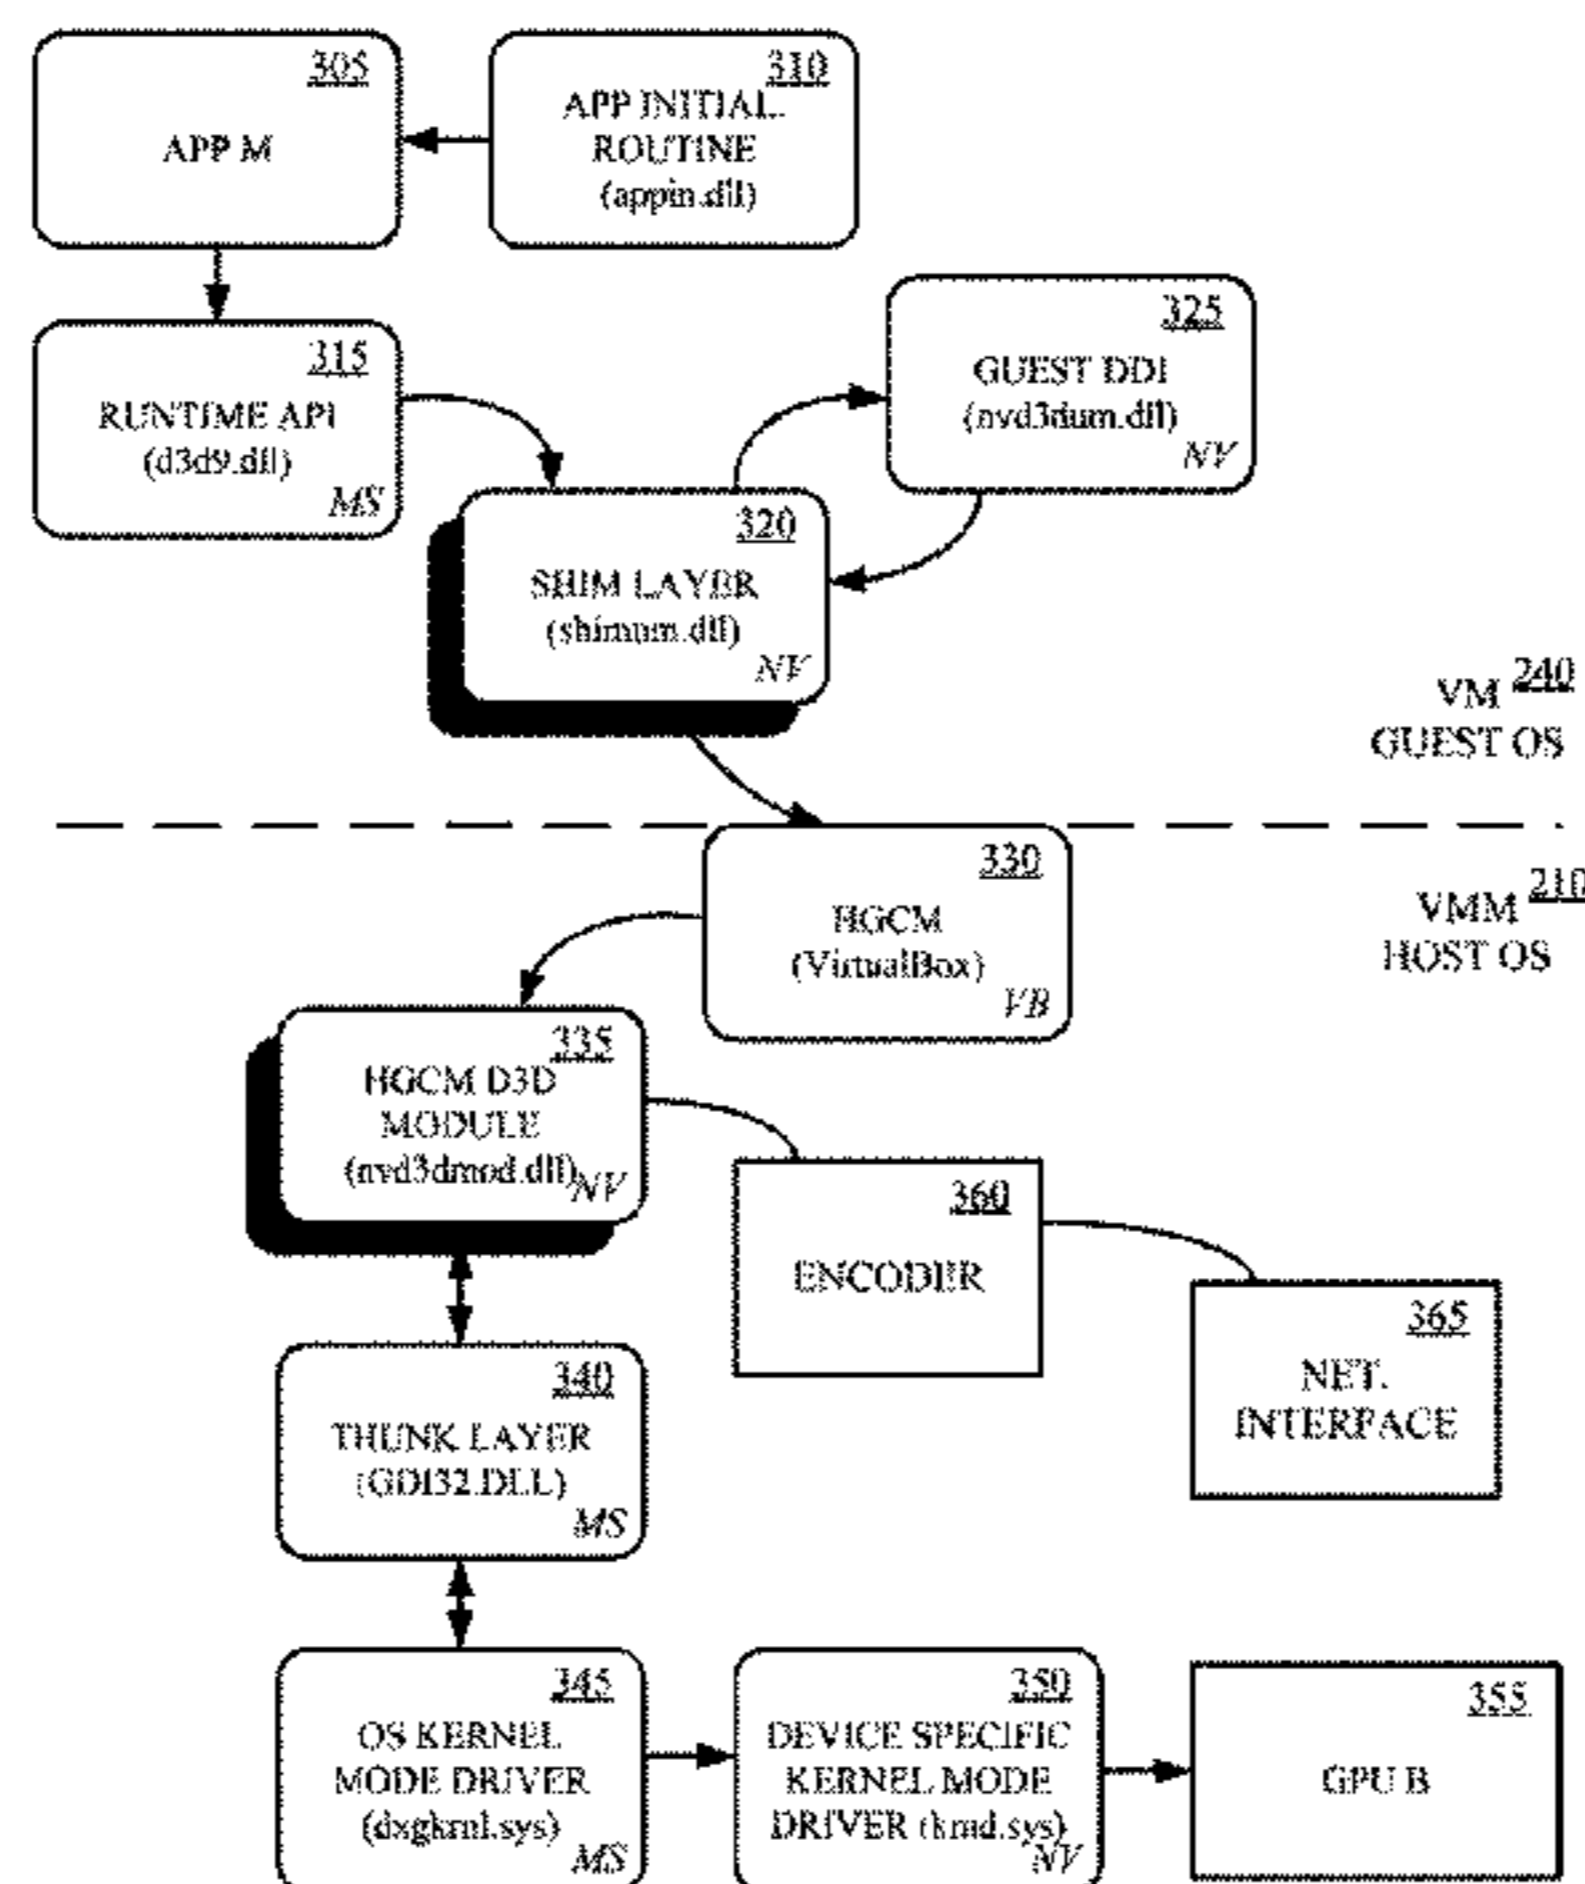 305
APP M
310
APP INITIAL.
ROUTINE
(appin.dll)
315
RUNTIME API
(d3d9.dll)
MS
325
GUEST DDI
(nvd3dum.dll)
NV
320
SHIM LAYER
(shimum.dll)
NV
VM 240
GUEST OS
330
HGCM
(VirtualBox)
VB
VMM 210
HOST OS
335
HGCM D3D
MODULE
(nvd3dmod.dll)
NV
360
ENCODER
365
NET.
INTERFACE
340
THUNK LAYER
(GDI32.DLL)
MS
345
OS KERNEL
MODE DRIVER
(dxgkrnl.sys)
MS
350
DEVICE SPECIFIC
KERNEL MODE
DRIVER (kmd.sys)
NV
355
GPU B